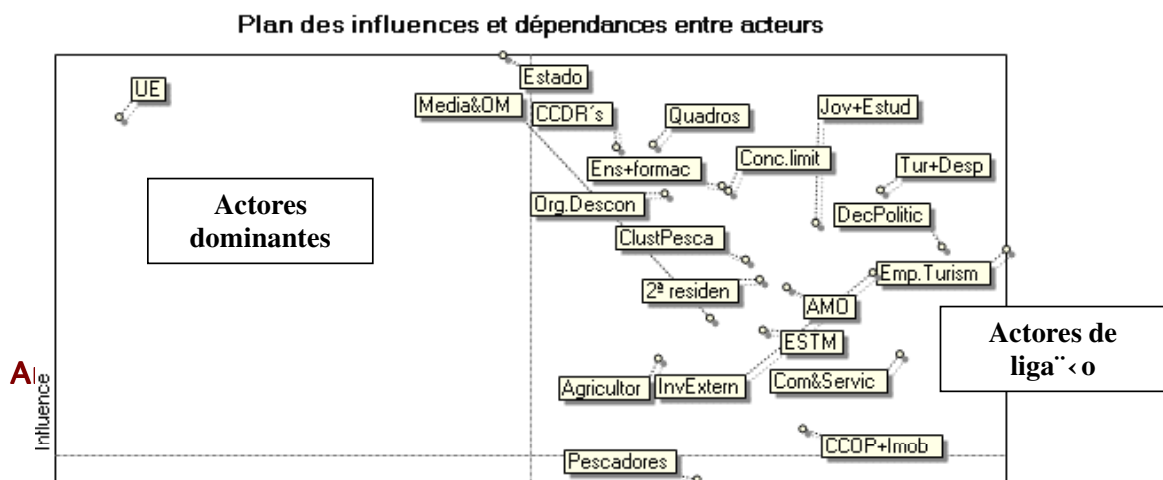 Plan des influences et dépendances entre acteurs
Estado
UE
Media&OM
CCDR´s
Quadros
Jov+Estud
Conc.limit
Ens+formac
Tur+Desp
Org.Descon
Actores
dominantes
DecPolitic
ClustPesca
Emp.Turism
2ª residen
AMO
ESTM
Actores de
liga¨‹o
Agricultor
InvExtern
Com&Servic
Influence
CCOP+Imob
Pescadores